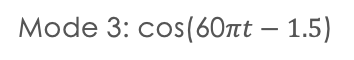 Mode 3: cos(60𝜋𝑡 − 1.5)